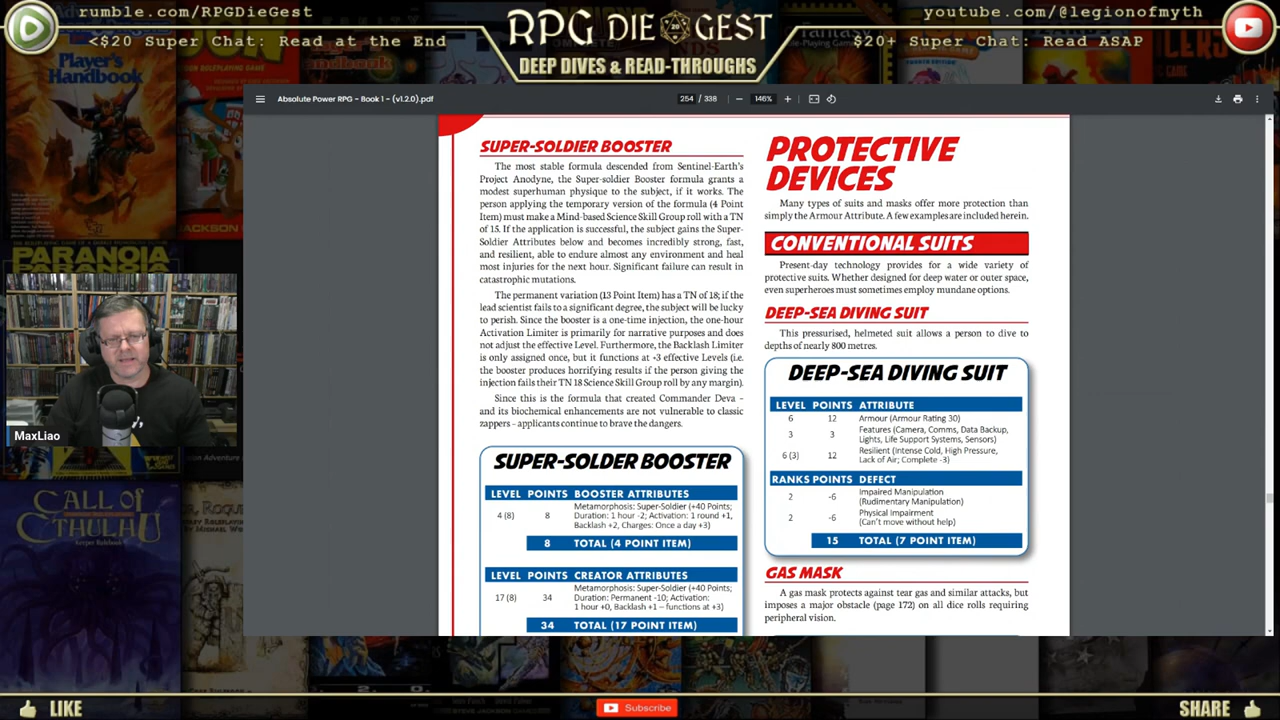 rumble.com/RPGDieGest
<$20 Super Chat: Read at the End
RPG DIE GEST
DEEP DIVES & READ-THROUGHS
youtube.com/@legionofmyth
$20+ Super Chat: Read ASAP
Player's
Handbook
PARANOIA
CALL OF
CTHULHU
MaxLiao
Absolute Power RPG - Book 1 - (v1.2.0).pdf
254 / 338
146%
SUPER-SOLDIER BOOSTER
The most stable formula descended from Sentinel-Earth's
Project Anodyne, the Super-soldier Booster formula grants a
modest superhuman physique to the subject, if it works. The
person applying the temporary version of the formula (4 Point
Item) must make a Mind-based Science Skill Group roll with a TN
of 15. If the application is successful, the subject gains the Super-
Soldier Attributes below and becomes incredibly strong, fast,
and resilient, able to endure almost any environment and heal
most injuries for the next hour. Significant failure can result in
catastrophic mutations.
The permanent variation (13 Point Item) has a TN of 18; if the
lead scientist fails to a significant degree, the subject will be lucky
to perish. Since the booster is a one-time injection, the one-hour
Activation Limiter is primarily for narrative purposes and does
not adjust the effective Level. Furthermore, the Backlash Limiter
is only assigned once, but it functions at +3 effective Levels (i.e.
the booster produces horrifying results if the person giving the
injection fails their TN 18 Science Skill Group roll by any margin).
Since this is the formula that created Commander Deva –
and its biochemical enhancements are not vulnerable to classic
zappers – applicants continue to brave the dangers.
SUPER-SOLDER BOOSTER
LEVEL POINTS BOOSTER ATTRIBUTES
4 (8) 8 Metamorphosis: Super-Soldier (+40 Points;
Duration: 1 hour -2; Activation: 1 round +1,
Backlash +2, Charges: Once a day +3)
8 TOTAL (4 POINT ITEM)
LEVEL POINTS CREATOR ATTRIBUTES
17 (8) 34 Metamorphosis: Super-Soldier (+40 Points;
Duration: Permanent -10; Activation:
1 hour +0, Backlash +1 – functions at +3)
34 TOTAL (17 POINT ITEM)
PROTECTIVE
DEVICES
Many types of suits and masks offer more protection than
simply the Armour Attribute. A few examples are included herein.
CONVENTIONAL SUITS
Present-day technology provides for a wide variety of
protective suits. Whether designed for deep water or outer space,
even superheroes must sometimes employ mundane options.
DEEP-SEA DIVING SUIT
This pressurised, helmeted suit allows a person to dive to
depths of nearly 800 metres.
DEEP-SEA DIVING SUIT
LEVEL POINTS ATTRIBUTE
6 12 Armour (Armour Rating 30)
3 3 Features (Camera, Comms, Data Backup,
Lights, Life Support Systems, Sensors)
6 (3) 12 Resilient (Intense Cold, High Pressure,
Lack of Air; Complete -3)
RANKS POINTS DEFECT
2 -6 Impaired Manipulation
(Rudimentary Manipulation)
2 -6 Physical Impairment
(Can't move without help)
15 TOTAL (7 POINT ITEM)
GAS MASK
A gas mask protects against tear gas and similar attacks, but
imposes a major obstacle (page 172) on all dice rolls requiring
peripheral vision.
LIKE
Subscribe
SHARE